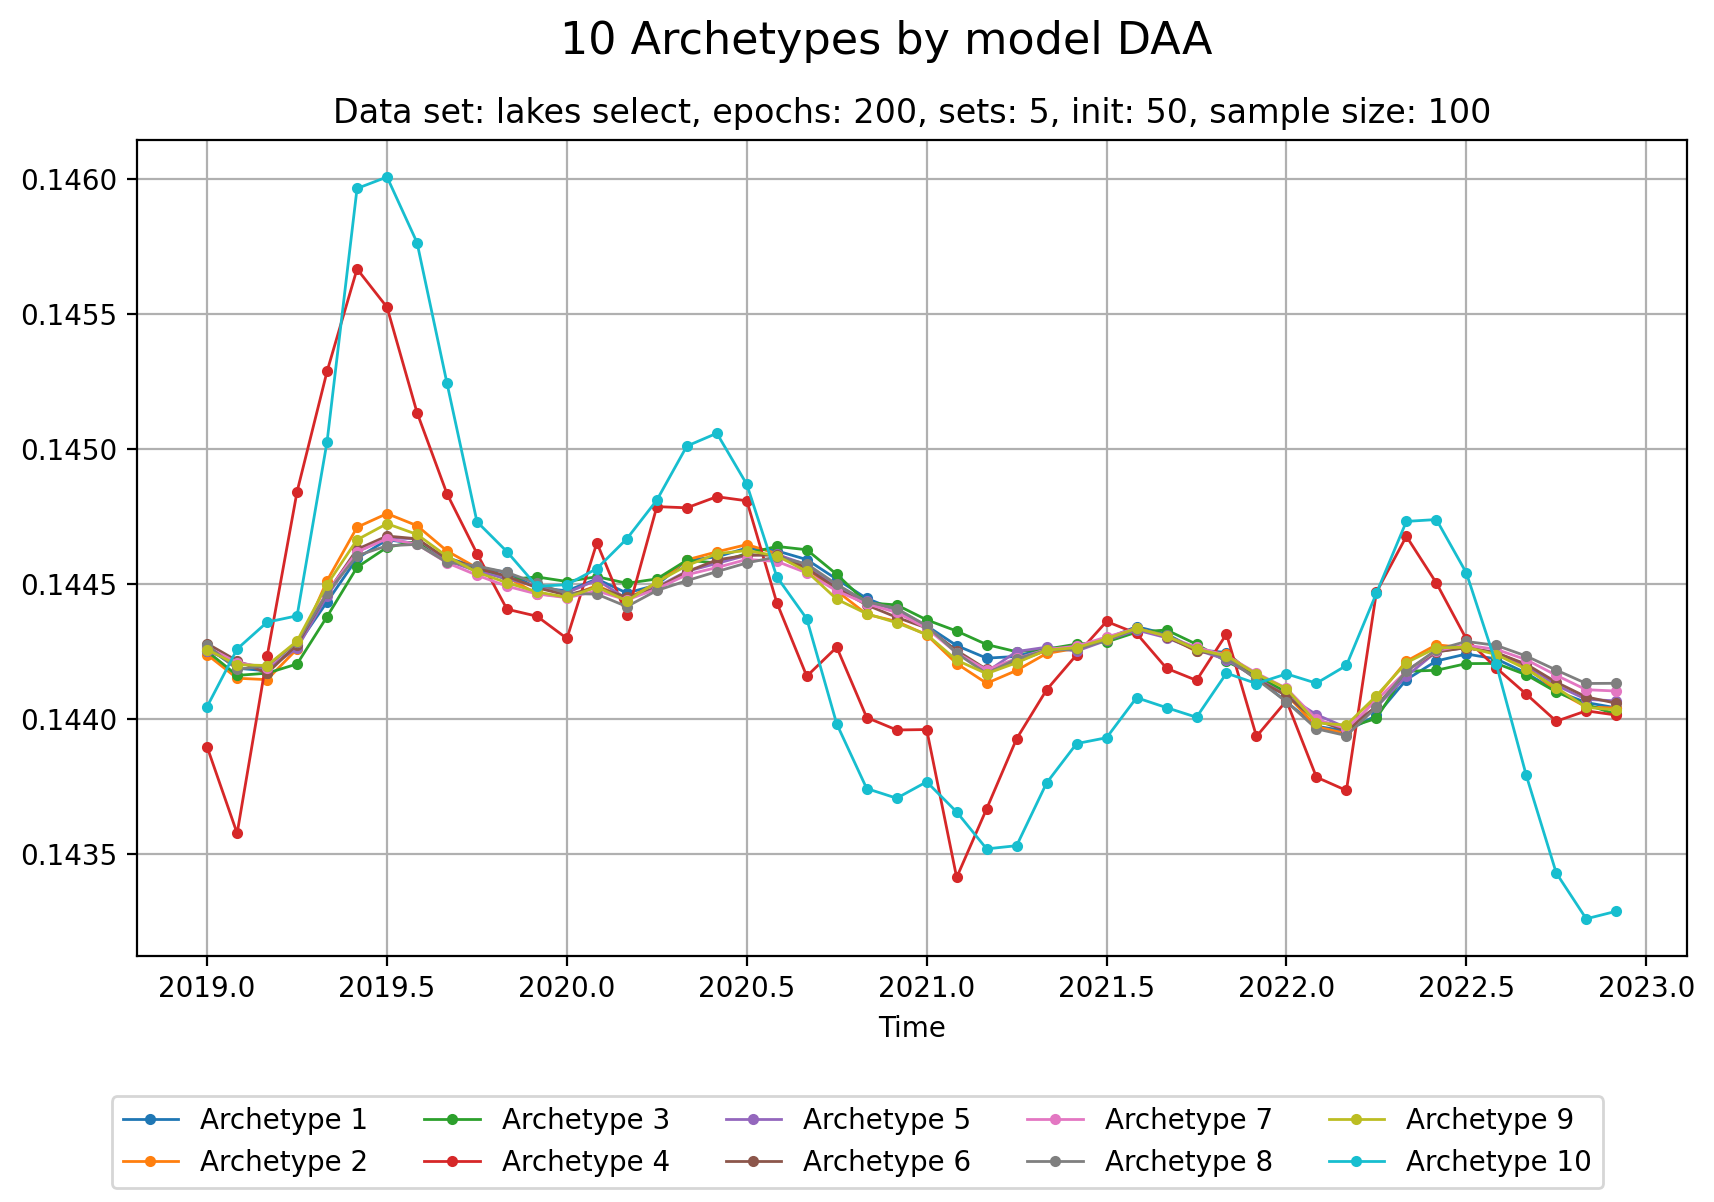 10 Archetypes by model DAA
Data set: lakes select, epochs: 200, sets: 5, init: 50, sample size: 100
0.1460
0.1455
0.1450
0.1445
0.1440
0.1435
2019.0 2019.5 2020.0 2020.5 2021.0 2021.5 2022.0 2022.5 2023.0
Time
Archetype 1 Archetype 3 Archetype 5 Archetype 7 Archetype 9
Archetype 2 Archetype 4 Archetype 6 Archetype 8 Archetype 10